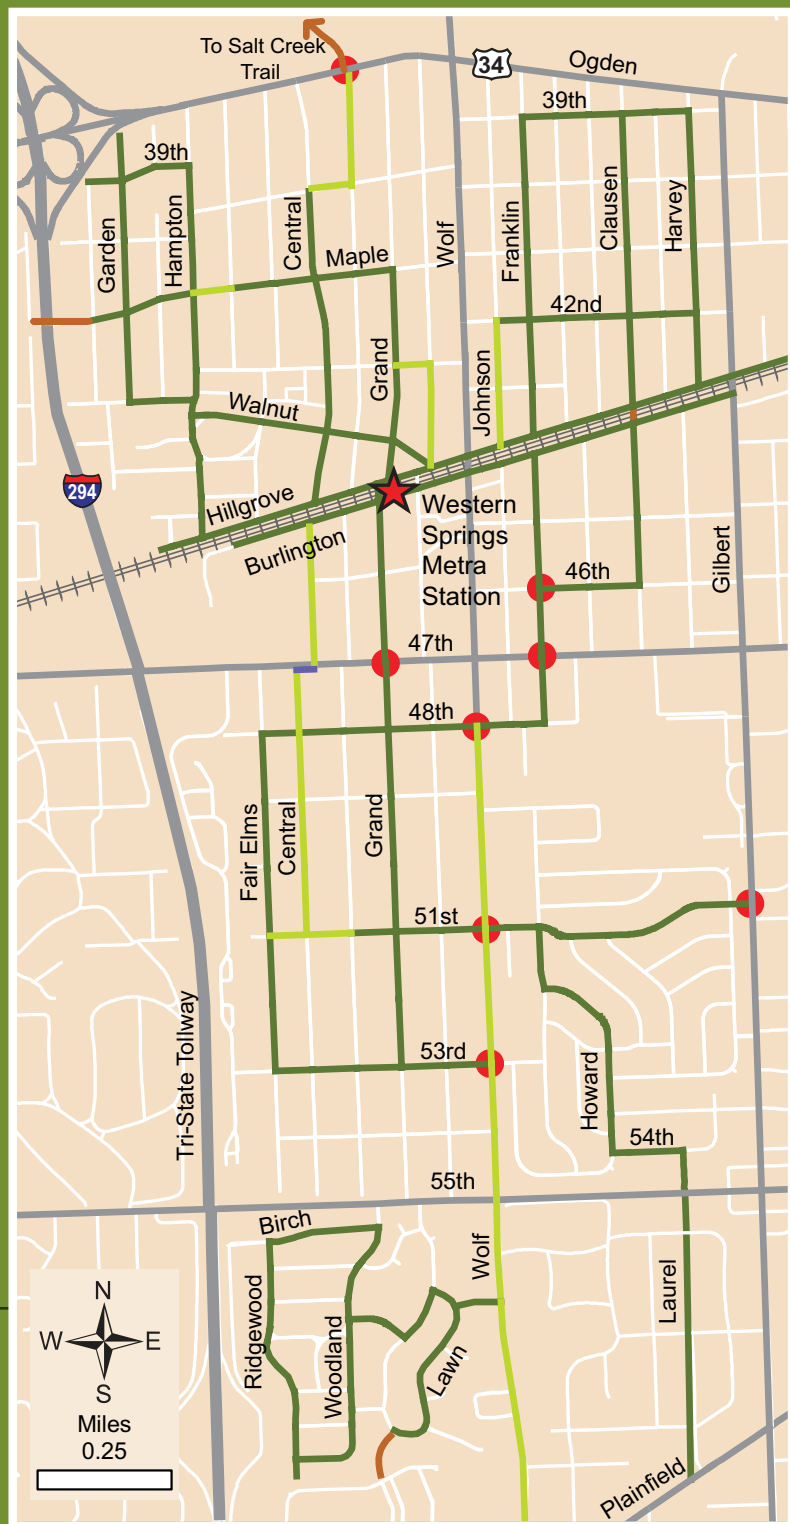 To Salt Creek
Trail
34
Ogden
39th
39th
Garden
Hampton
Central
Maple
Wolf
Franklin
Clausen
Harvey
42nd
Grand
Johnson
Walnut
294
Hillgrove
Burlington
Western
Springs
Metra
Station
46th
Gilbert
47th
48th
Fair Elms
Central
Grand
51st
Tri-State Tollway
53rd
Howard
54th
55th
Birch
Wolf
Ridgewood
Woodland
Lawn
Laurel
Plainfield
N
W
E
S
Miles
0.25